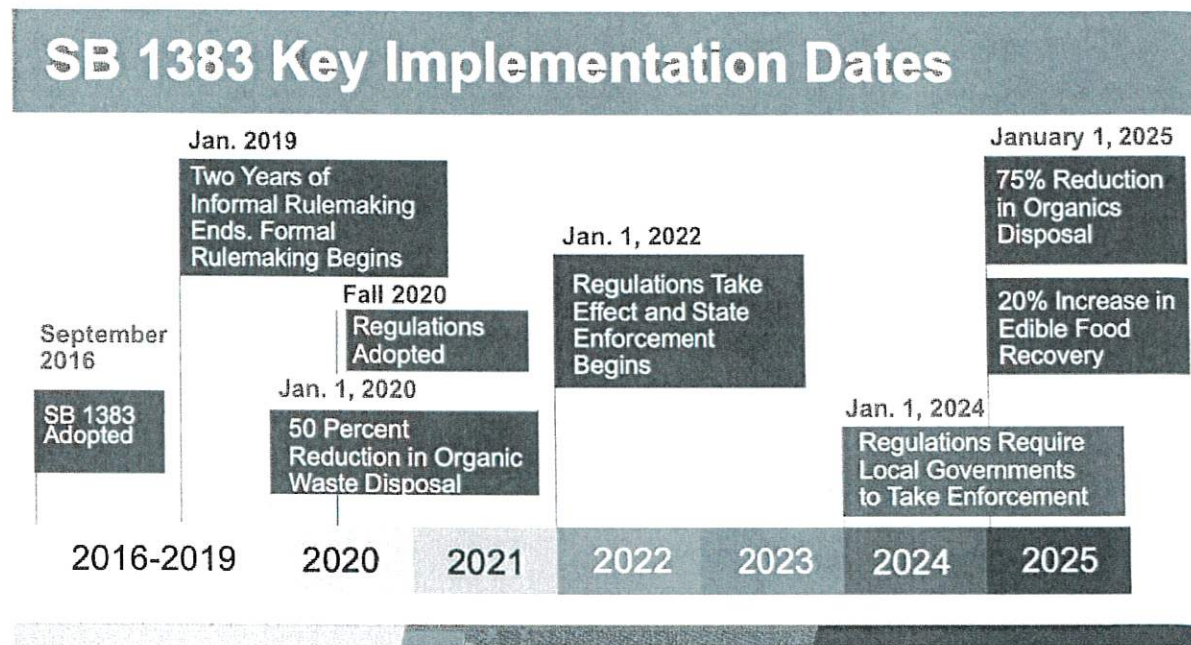 SB 1383 Key Implementation Dates
September
2016
SB 1383
Adopted
Jan. 2019
Two Years of
Informal Rulemaking
Ends. Formal
Rulemaking Begins
Fall 2020
Regulations
Adopted
Jan. 1, 2020
50 Percent
Reduction in Organic
Waste Disposal
Jan. 1, 2022
Regulations Take
Effect and State
Enforcement
Begins
Jan. 1, 2024
Regulations Require
Local Governments
to Take Enforcement
January 1, 2025
75% Reduction
in Organics
Disposal
20% Increase in
Edible Food
Recovery
2016-2019
2020
2021
2022
2023
2024
2025